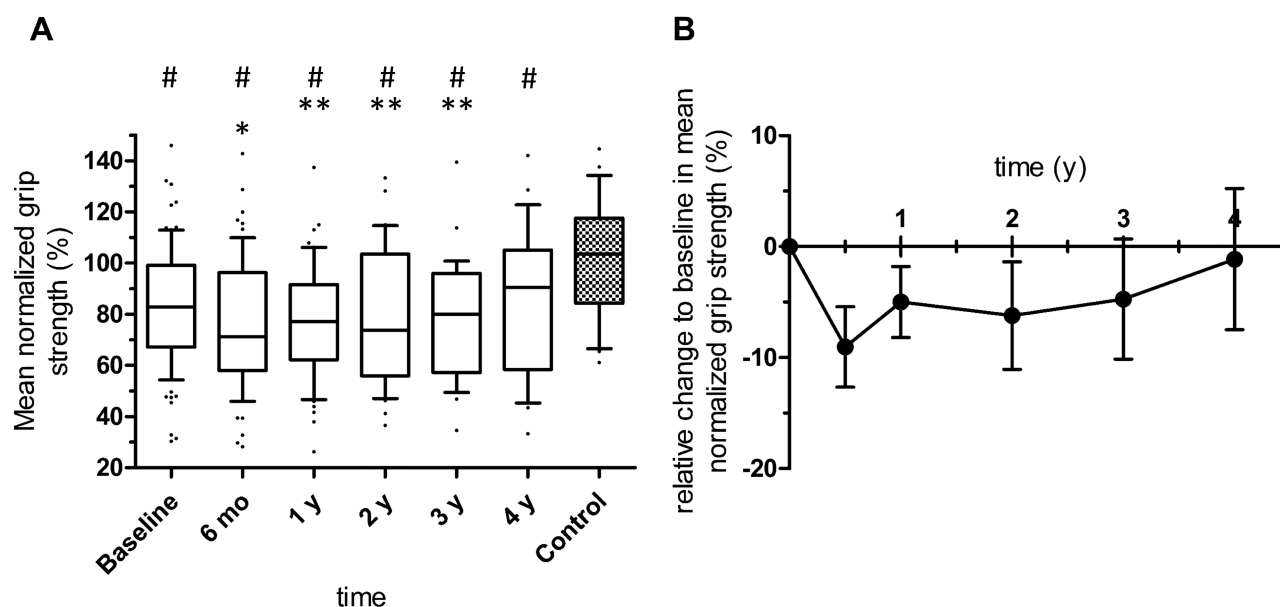 A
# # # # # #
** ** **
*
Mean normalized grip
strength (%)
140
120
100
80
60
40
20
Baseline
6 mo
1 y
2 y
3 y
4 y
Control
time
B
relative change to baseline in mean
normalized grip strength (%)
10
0
-10
-20
time (y)
1 2 3 4